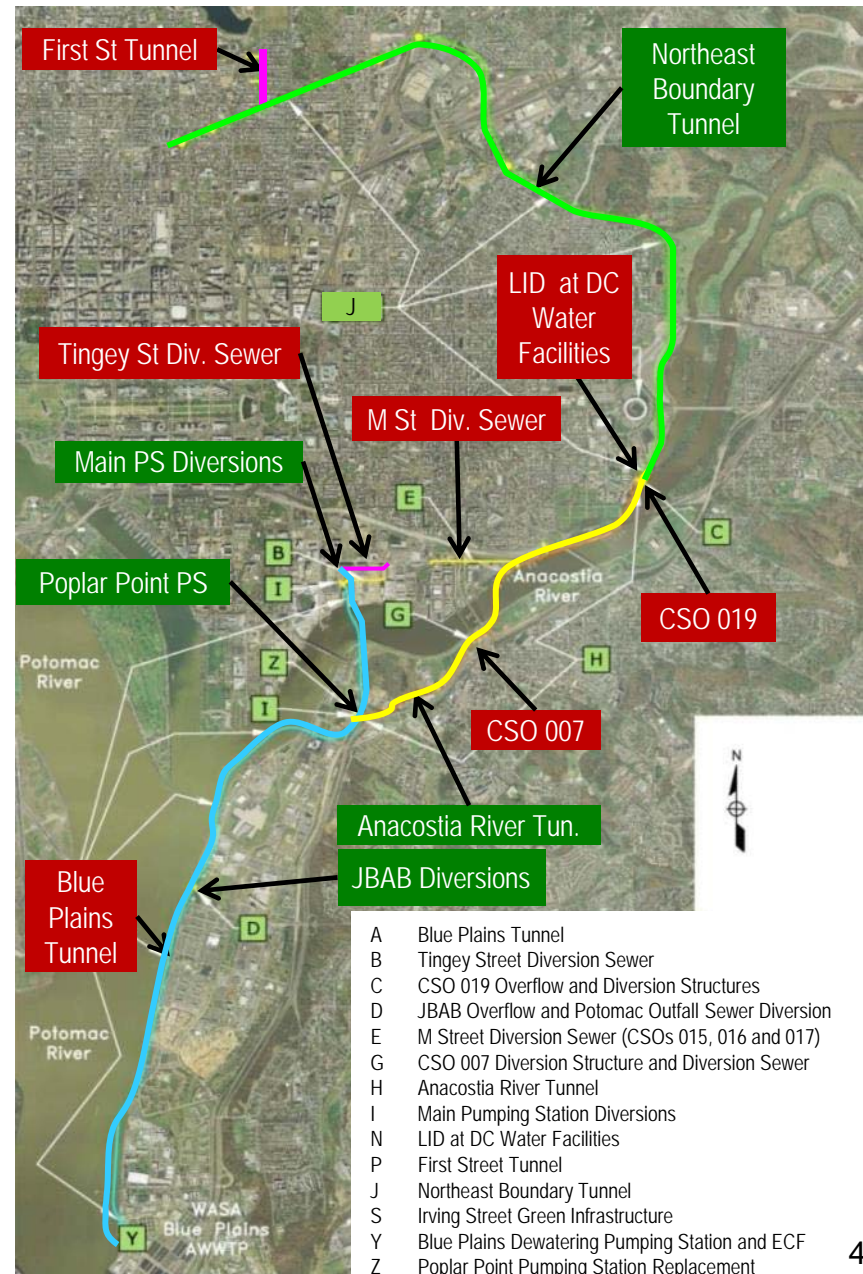 First St Tunnel
Northeast
Boundary
Tunnel
LID at DC
Water
Facilities
J
Tingey St Div. Sewer
M St Div. Sewer
Main PS Diversions
E
B
C
Poplar Point PS
I
Anacostia
River
G
CSO 019
Potomac
River
Z
H
I
CSO 007
N
Anacostia River Tun.
JBAB Diversions
Blue
Plains
Tunnel
D
Potomac
River
WASA
Blue Plains
AWWTP
Y
A Blue Plains Tunnel
B Tingey Street Diversion Sewer
C CSO 019 Overflow and Diversion Structures
D JBAB Overflow and Potomac Outfall Sewer Diversion
E M Street Diversion Sewer (CSOs 015, 016 and 017)
G CSO 007 Diversion Structure and Diversion Sewer
H Anacostia River Tunnel
I Main Pumping Station Diversions
N LID at DC Water Facilities
P First Street Tunnel
J Northeast Boundary Tunnel
S Irving Street Green Infrastructure
Y Blue Plains Dewatering Pumping Station and ECF
Z Poplar Point Pumping Station Replacement
4